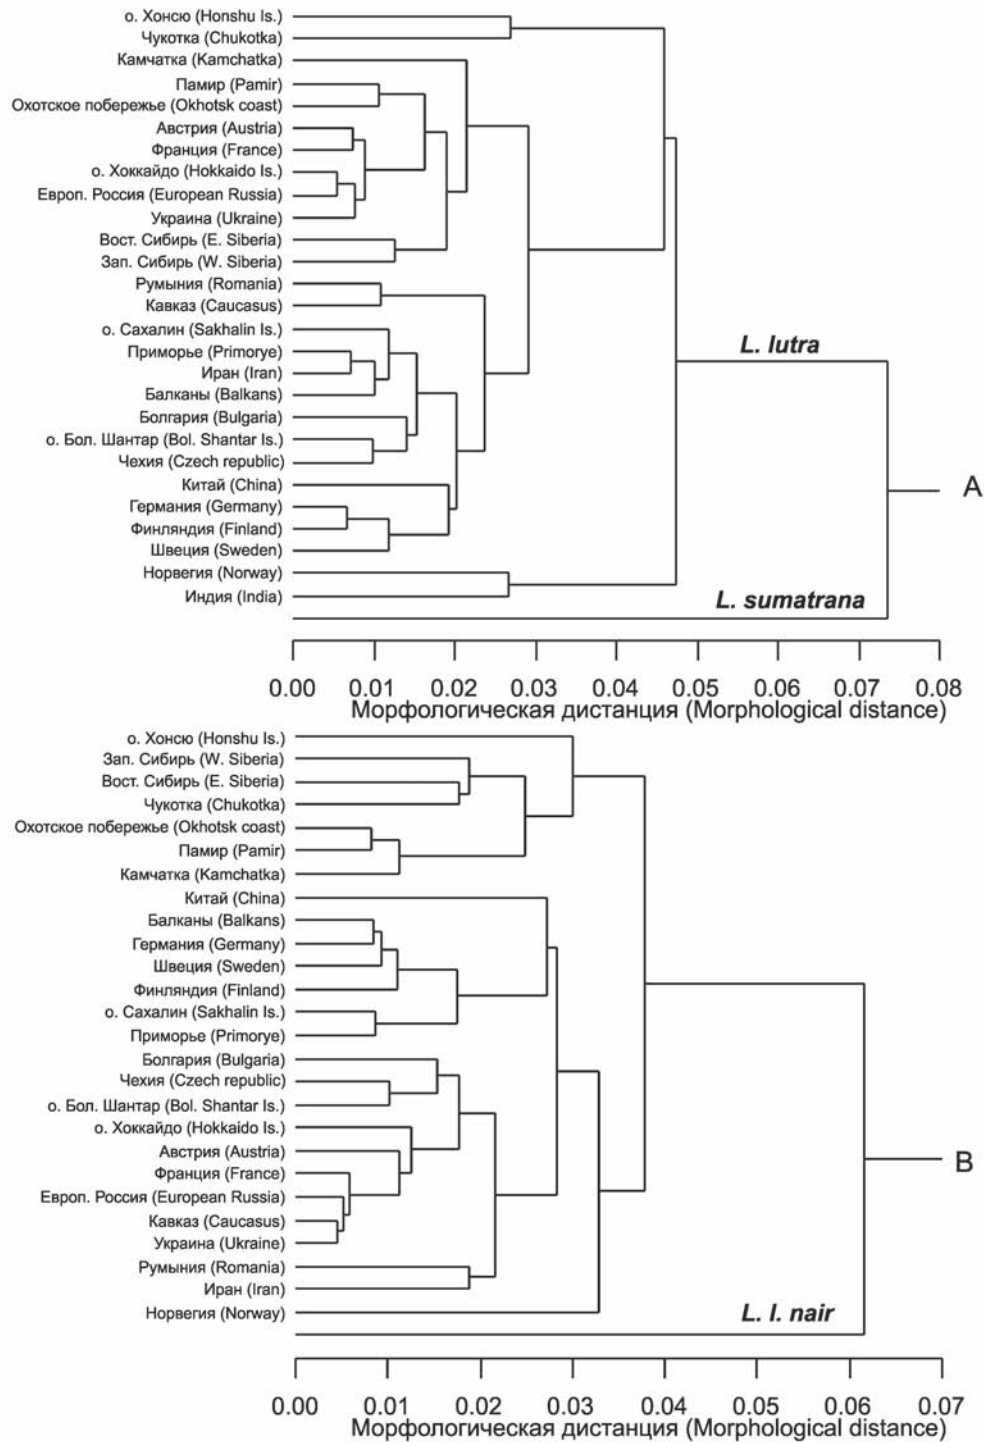 о. Хонсю (Honshu Is.)
Чукотка (Chukotka)
Камчатка (Kamchatka)
Памир (Pamir)
Охотское побережье (Okhotsk coast)
Австрия (Austria)
Франция (France)
о. Хоккайдо (Hokkaido Is.)
Европ. Россия (European Russia)
Украина (Ukraine)
Вост. Сибирь (E. Siberia)
Зап. Сибирь (W. Siberia)
Румыния (Romania)
Кавказ (Caucasus)
о. Сахалин (Sakhalin Is.)
Приморье (Primorye)
Иран (Iran)
Балканы (Balkans)
Болгария (Bulgaria)
о. Бол. Шантар (Bol. Shantar Is.)
Чехия (Czech republic)
Китай (China)
Германия (Germany)
Финляндия (Finland)
Швеция (Sweden)
Норвегия (Norway)
Индия (India)
L. lutra
A
L. sumatrana
0.00 0.01 0.02 0.03 0.04 0.05 0.06 0.07 0.08
Морфологическая дистанция (Morphological distance)
о. Хонсю (Honshu Is.)
Зап. Сибирь (W. Siberia)
Вост. Сибирь (E. Siberia)
Чукотка (Chukotka)
Охотское побережье (Okhotsk coast)
Памир (Pamir)
Камчатка (Kamchatka)
Китай (China)
Балканы (Balkans)
Германия (Germany)
Швеция (Sweden)
Финляндия (Finland)
о. Сахалин (Sakhalin Is.)
Приморье (Primorye)
Болгария (Bulgaria)
Чехия (Czech republic)
о. Бол. Шантар (Bol. Shantar Is.)
о. Хоккайдо (Hokkaido Is.)
Австрия (Austria)
Франция (France)
Европ. Россия (European Russia)
Кавказ (Caucasus)
Украина (Ukraine)
Румыния (Romania)
Иран (Iran)
Норвегия (Norway)
B
L. l. nair
0.00 0.01 0.02 0.03 0.04 0.05 0.06 0.07
Морфологическая дистанция (Morphological distance)